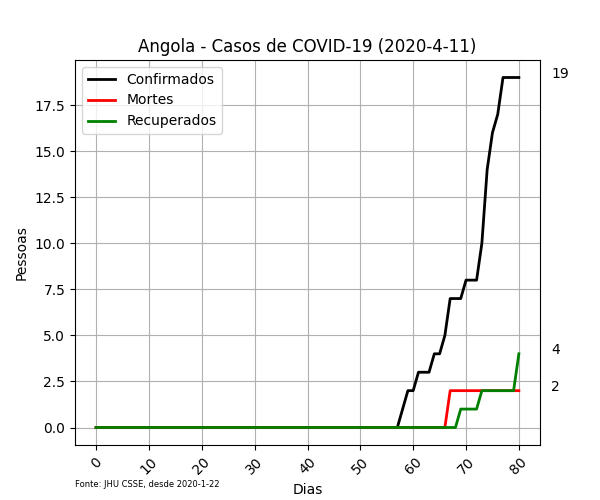 Angola - Casos de COVID-19 (2020-4-11)
Confirmados
Mortes
Recuperados
19
17.5
15.0
12.5
10.0
7.5
5.0
4
2.5
2
0.0
Pessoas
0 10 20 30 40 50 60 70 80
Dias
Fonte: JHU CSSE, desde 2020-1-22